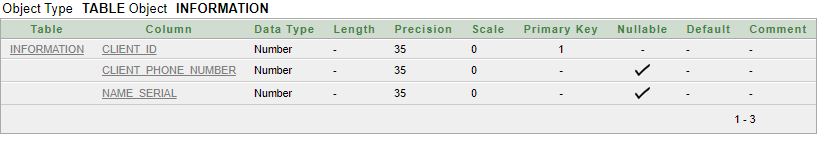 Object Type TABLE Object INFORMATION
Table Column Data Type Length Precision Scale Primary Key Nullable Default Comment
INFORMATION CLIENT_ID Number - 35 0 1 - - -
CLIENT_PHONE_NUMBER Number - 35 0 - ✓ - -
NAME_SERIAL Number - 35 0 - ✓ - -
1 - 3